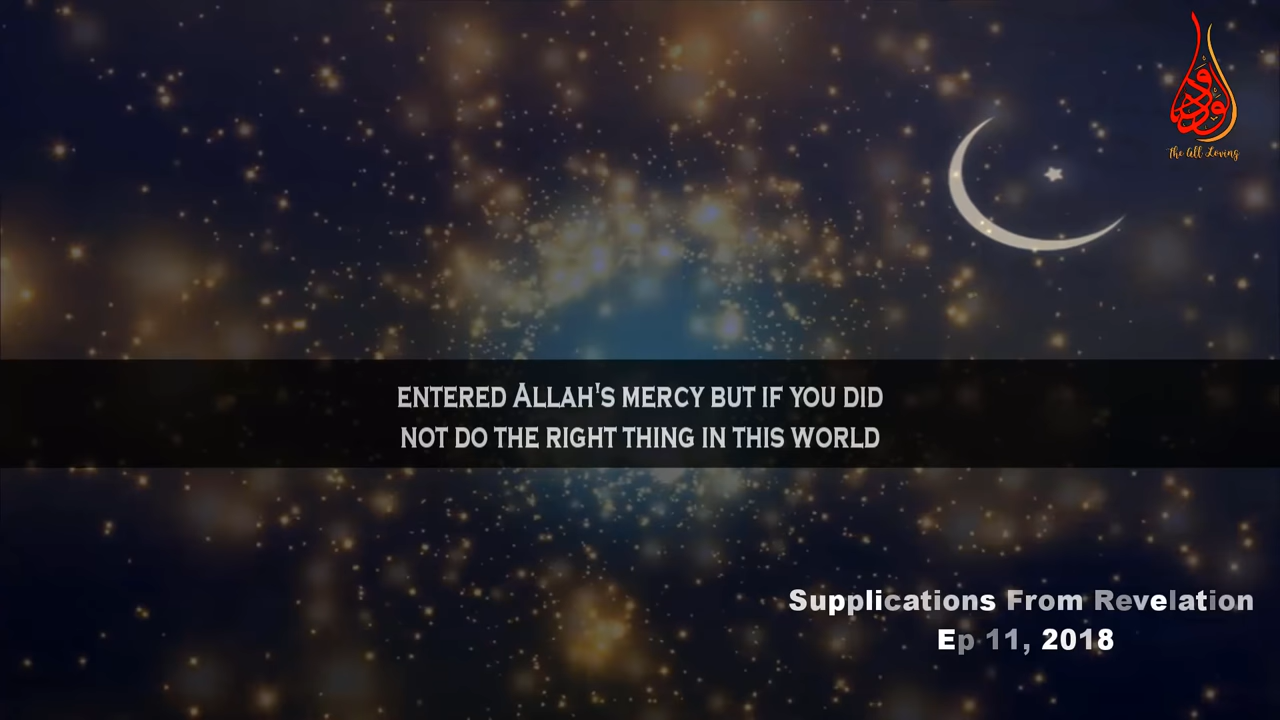 الودود
The All Loving
ENTERED ALLAH'S MERCY BUT IF YOU DID
NOT DO THE RIGHT THING IN THIS WORLD
Supplications From Revelation
Ep 11, 2018